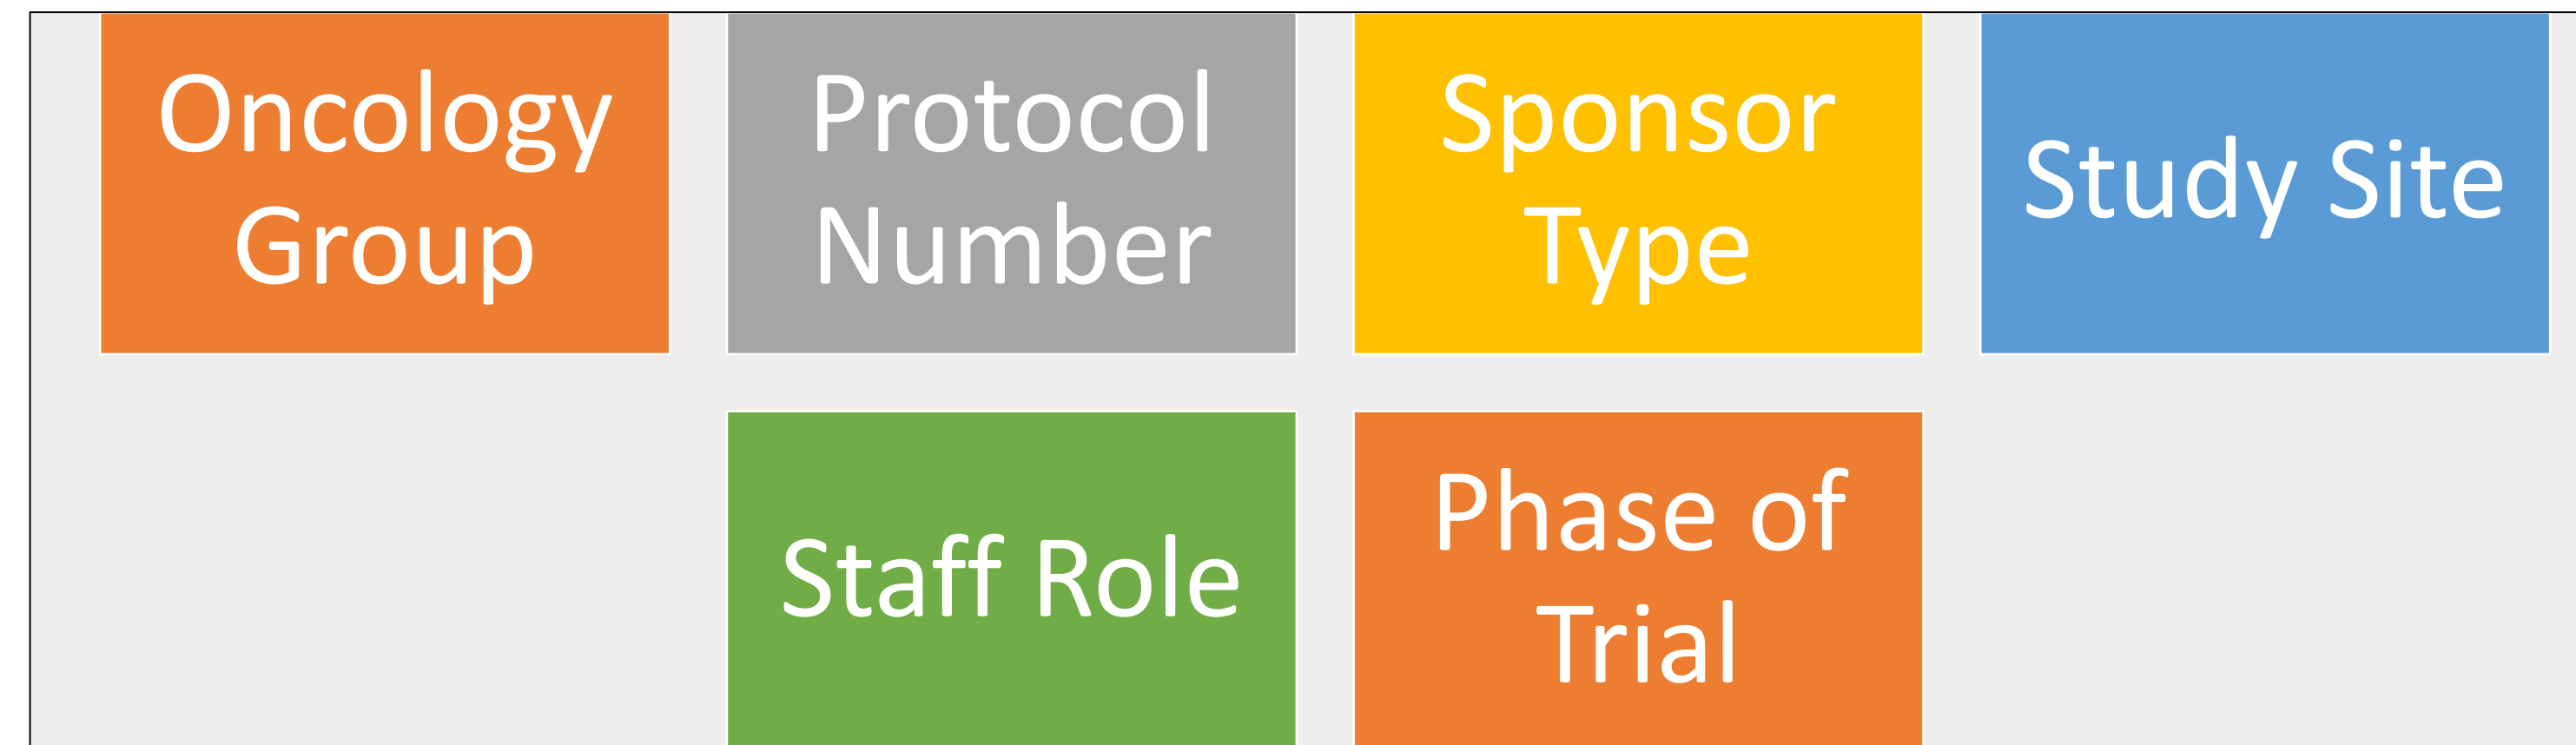 Oncology
Group
Protocol
Number
Sponsor
Type
Study Site
Staff Role
Phase of
Trial